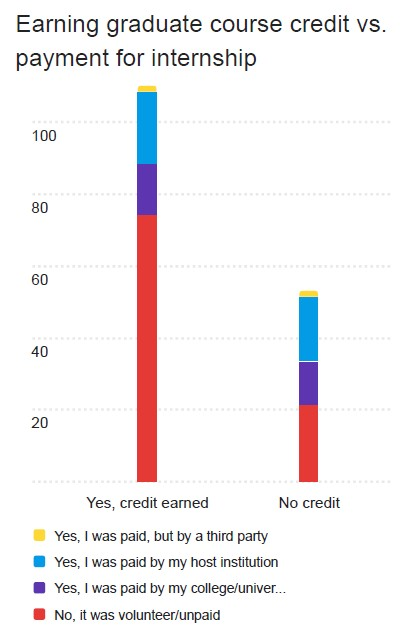 Earning graduate course credit vs.
payment for internship
100
80
60
40
20
Yes, credit earned
No credit
Yes, I was paid, but by a third party
Yes, I was paid by my host institution
Yes, I was paid by my college/univer...
No, it was volunteer/unpaid